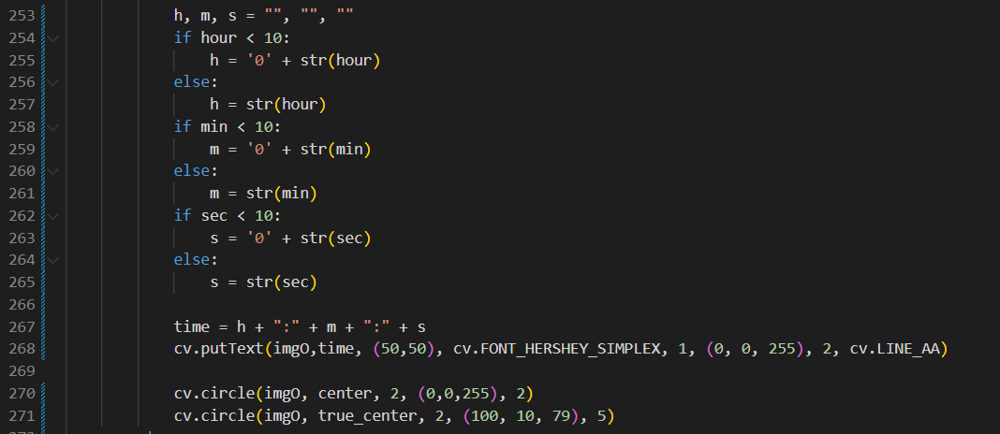 253 h, m, s = "", "", ""
254 if hour < 10:
255 h = '0' + str(hour)
256 else:
257 h = str(hour)
258 if min < 10:
259 m = '0' + str(min)
260 else:
261 m = str(min)
262 if sec < 10:
263 s = '0' + str(sec)
264 else:
265 s = str(sec)
266
267 time = h + ":" + m + ":" + s
268 cv.putText(imgO,time, (50,50), cv.FONT_HERSHEY_SIMPLEX, 1, (0, 0, 255), 2, cv.LINE_AA)
269
270 cv.circle(imgO, center, 2, (0,0,255), 2)
271 cv.circle(imgO, true_center, 2, (100, 10, 79), 5)